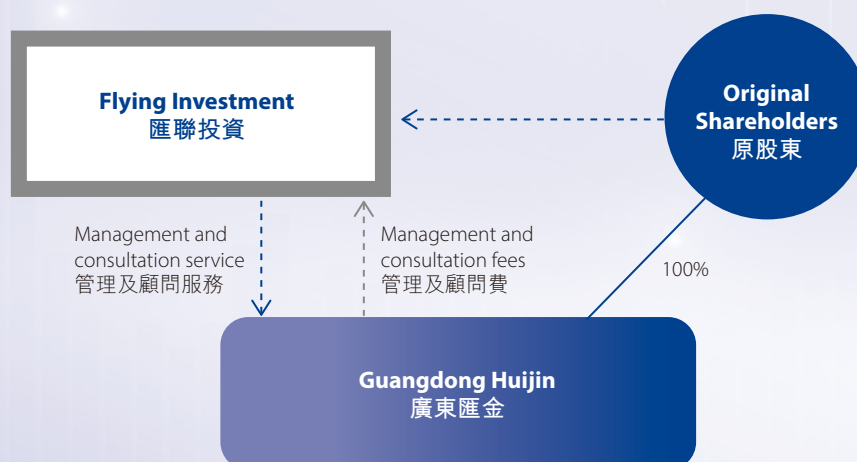 Flying Investment
匯聯投資
Original
Shareholders
原股東
Management and
consultation service
管理及顧問服務
Management and
consultation fees
管理及顧問費
100%
Guangdong Huijin
廣東匯金